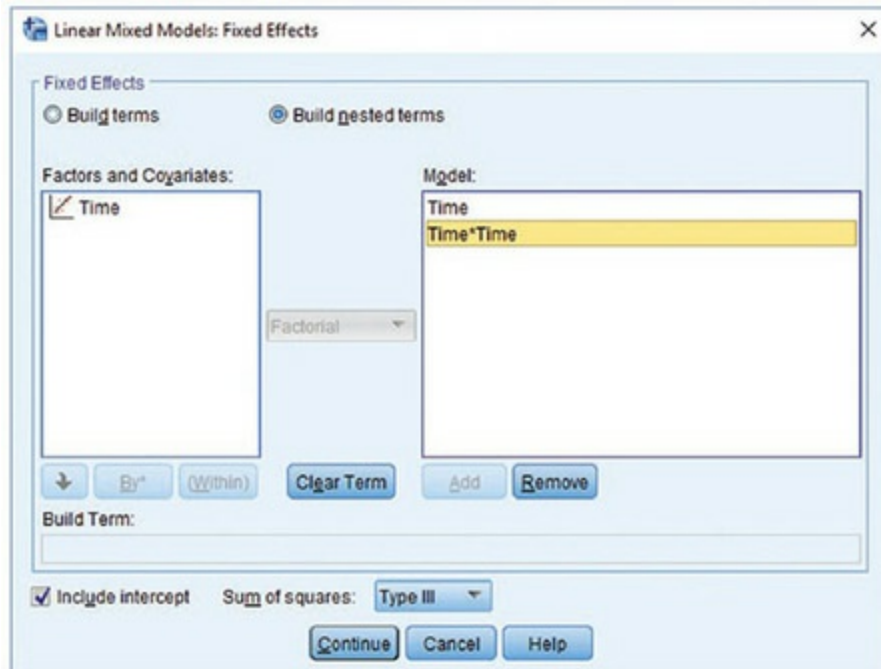 Linear Mixed Models: Fixed Effects
Fixed Effects
Build terms
Build nested terms
Factors and Covariates:
Time
Model:
Time
Time*Time
Factorial
By*
(Within)
Clear Term
Add
Remove
Build Term:
Include intercept
Sum of squares:
Type III
Continue
Cancel
Help